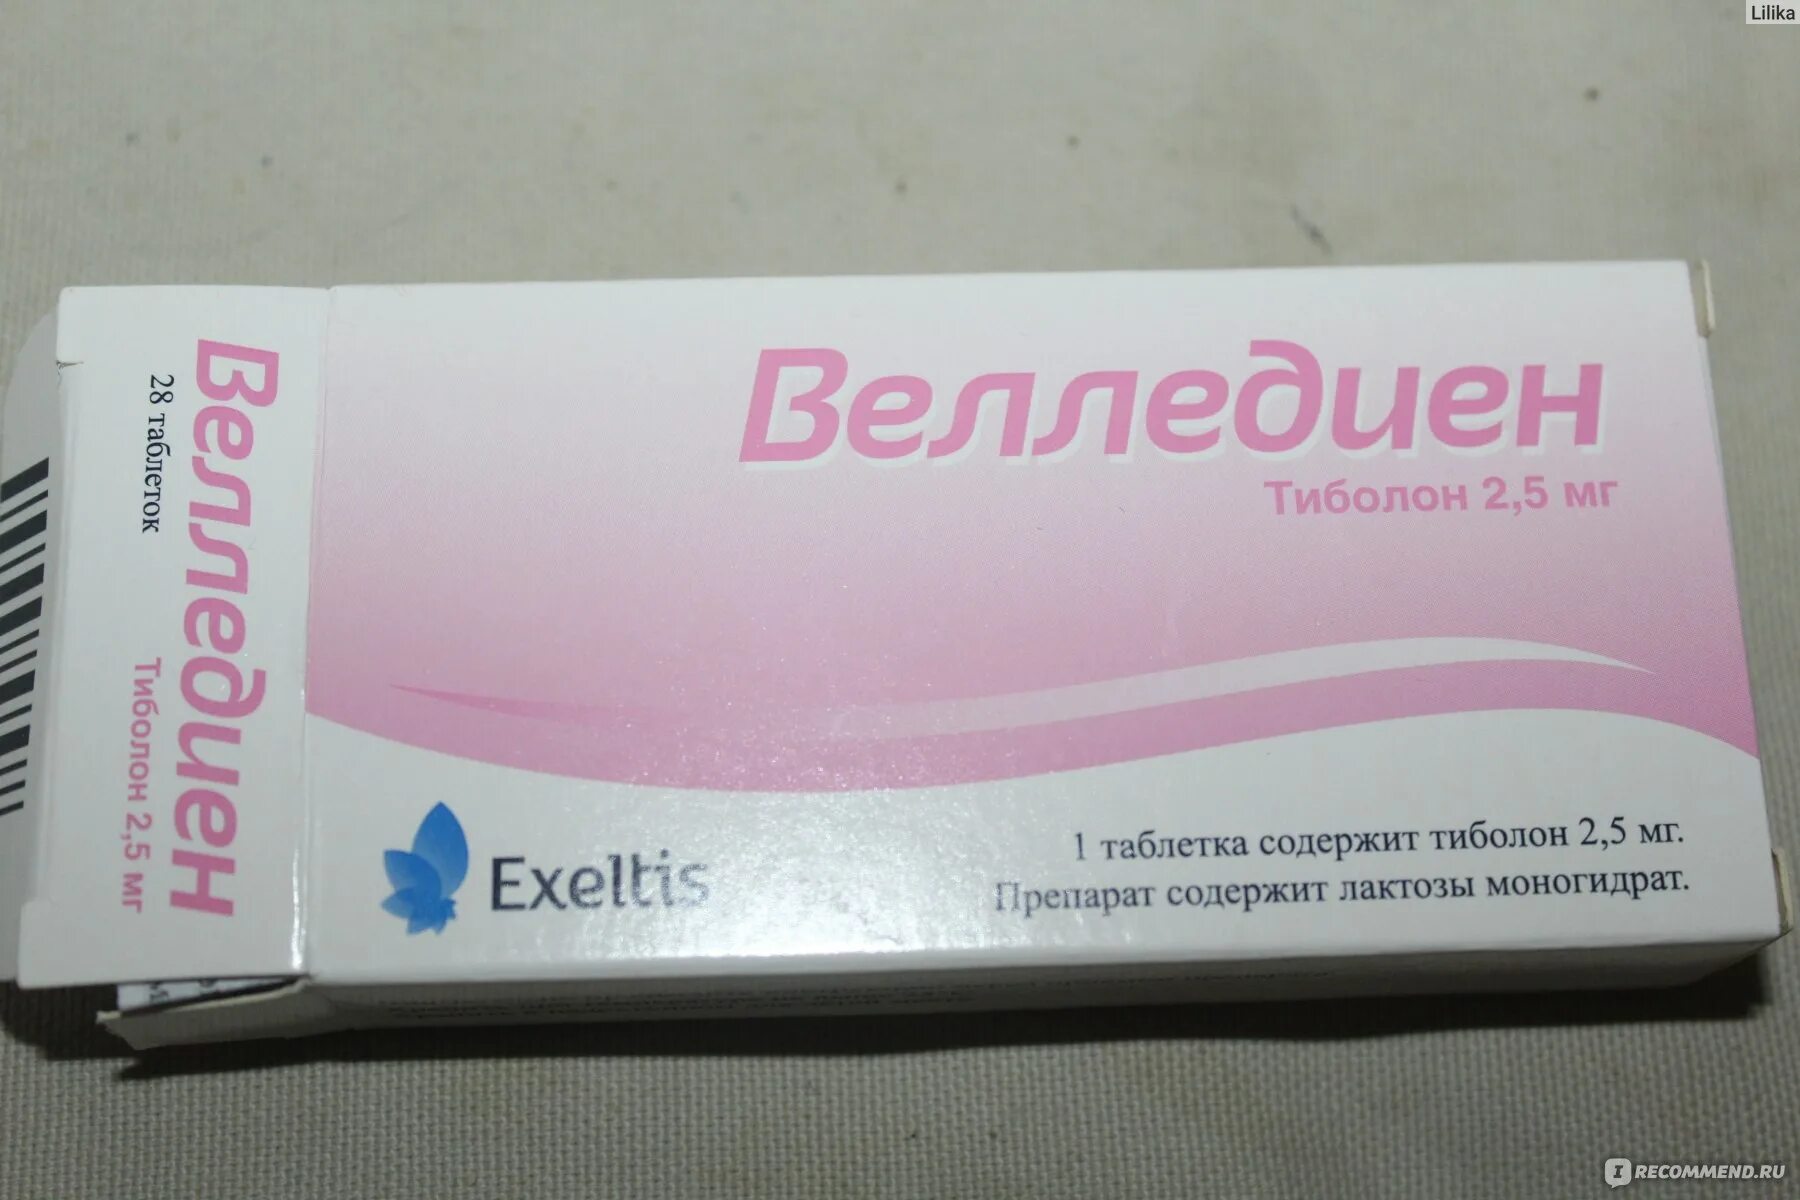 Lilika
Велледиен
Тиболон 2,5 мг
28 таблеток
Велледиен
Тиболон 2,5 мг
Exeltis
1 таблетка содержит тиболон 2,5 мг.
Препарат содержит лактозы моногидрат.
IRECOMMEND.RU